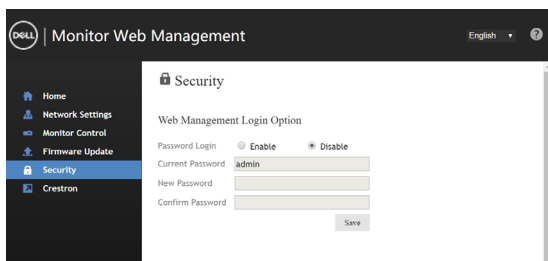 DELL | Monitor Web Management
English
?
Home
Network Settings
Monitor Control
Firmware Update
Security
Crestron
Security
Web Management Login Option
Password Login Enable Disable
Current Password admin
New Password
Confirm Password
Save